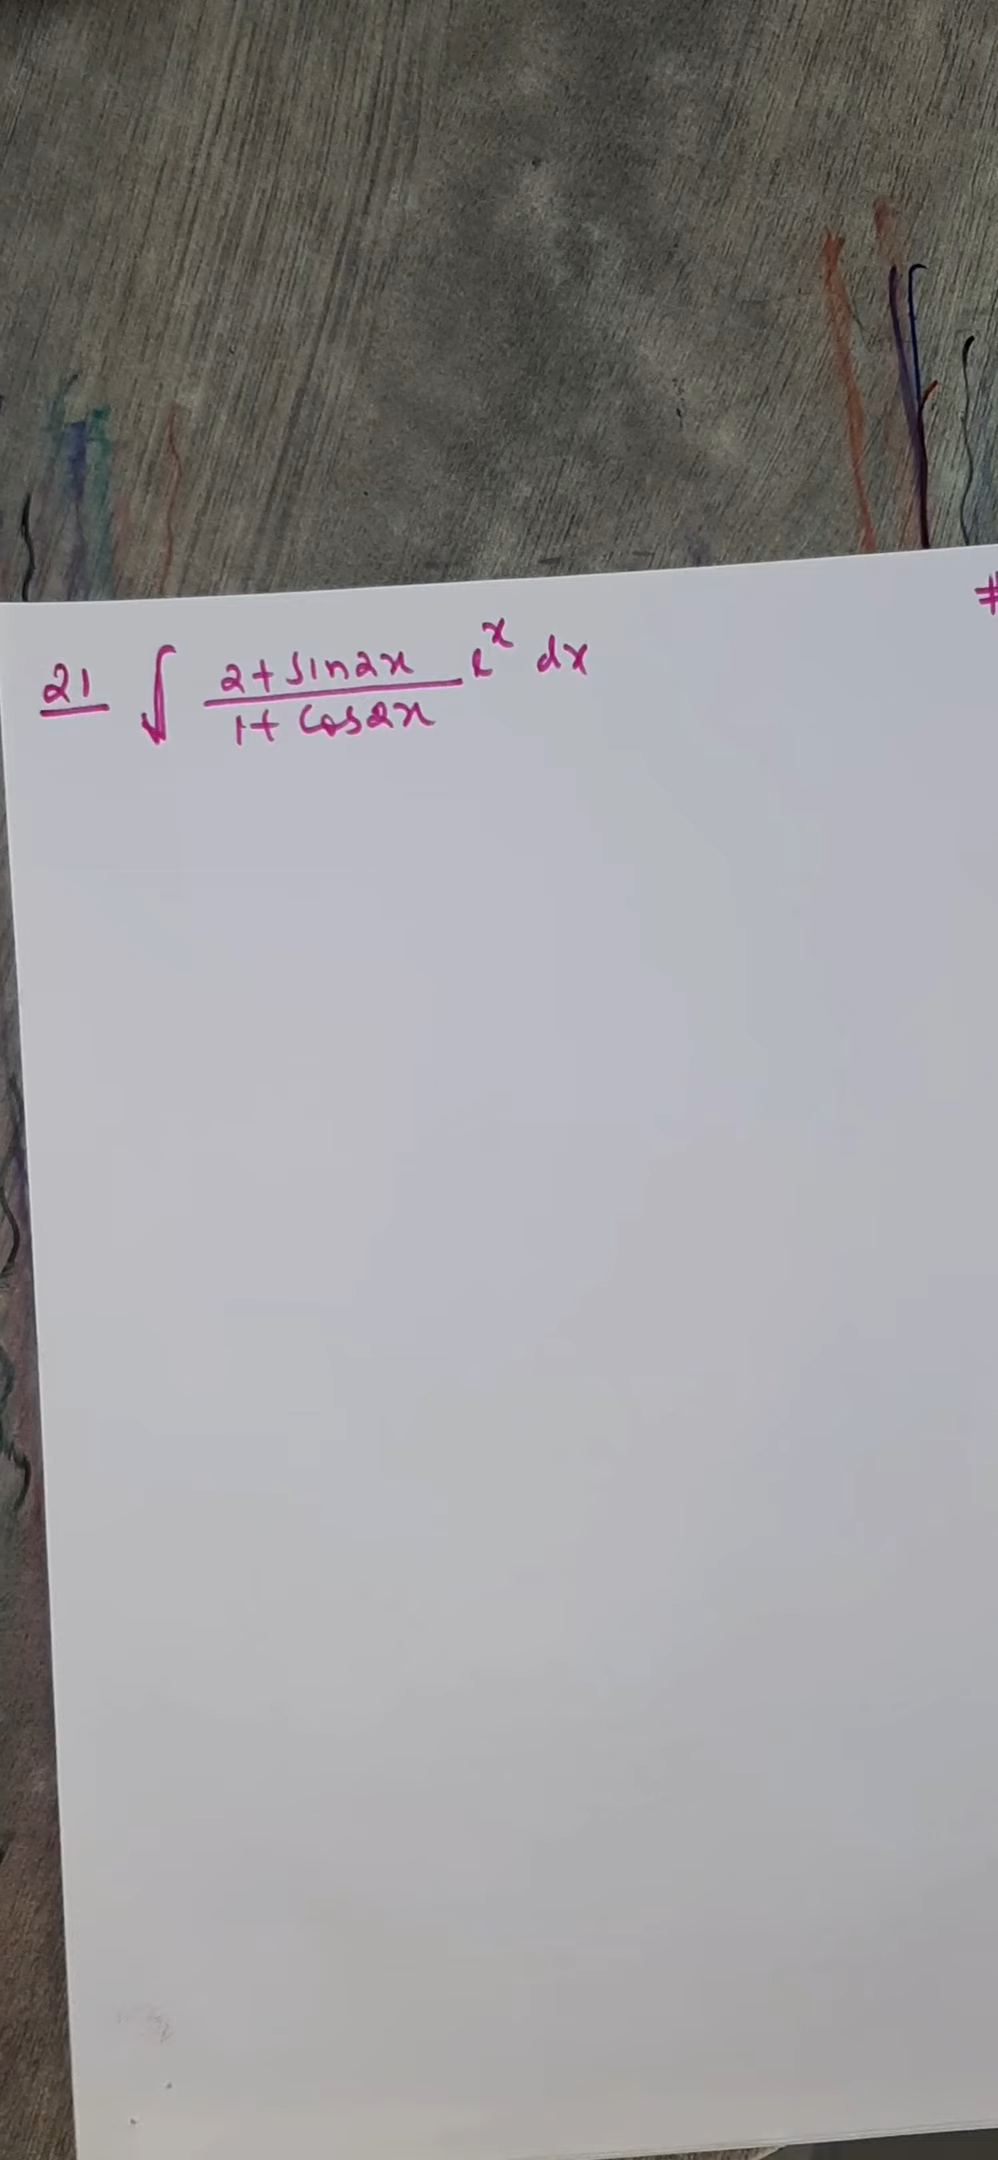 21 ∫ (2+sin2x)/(1+cos2x) e^x dx
#